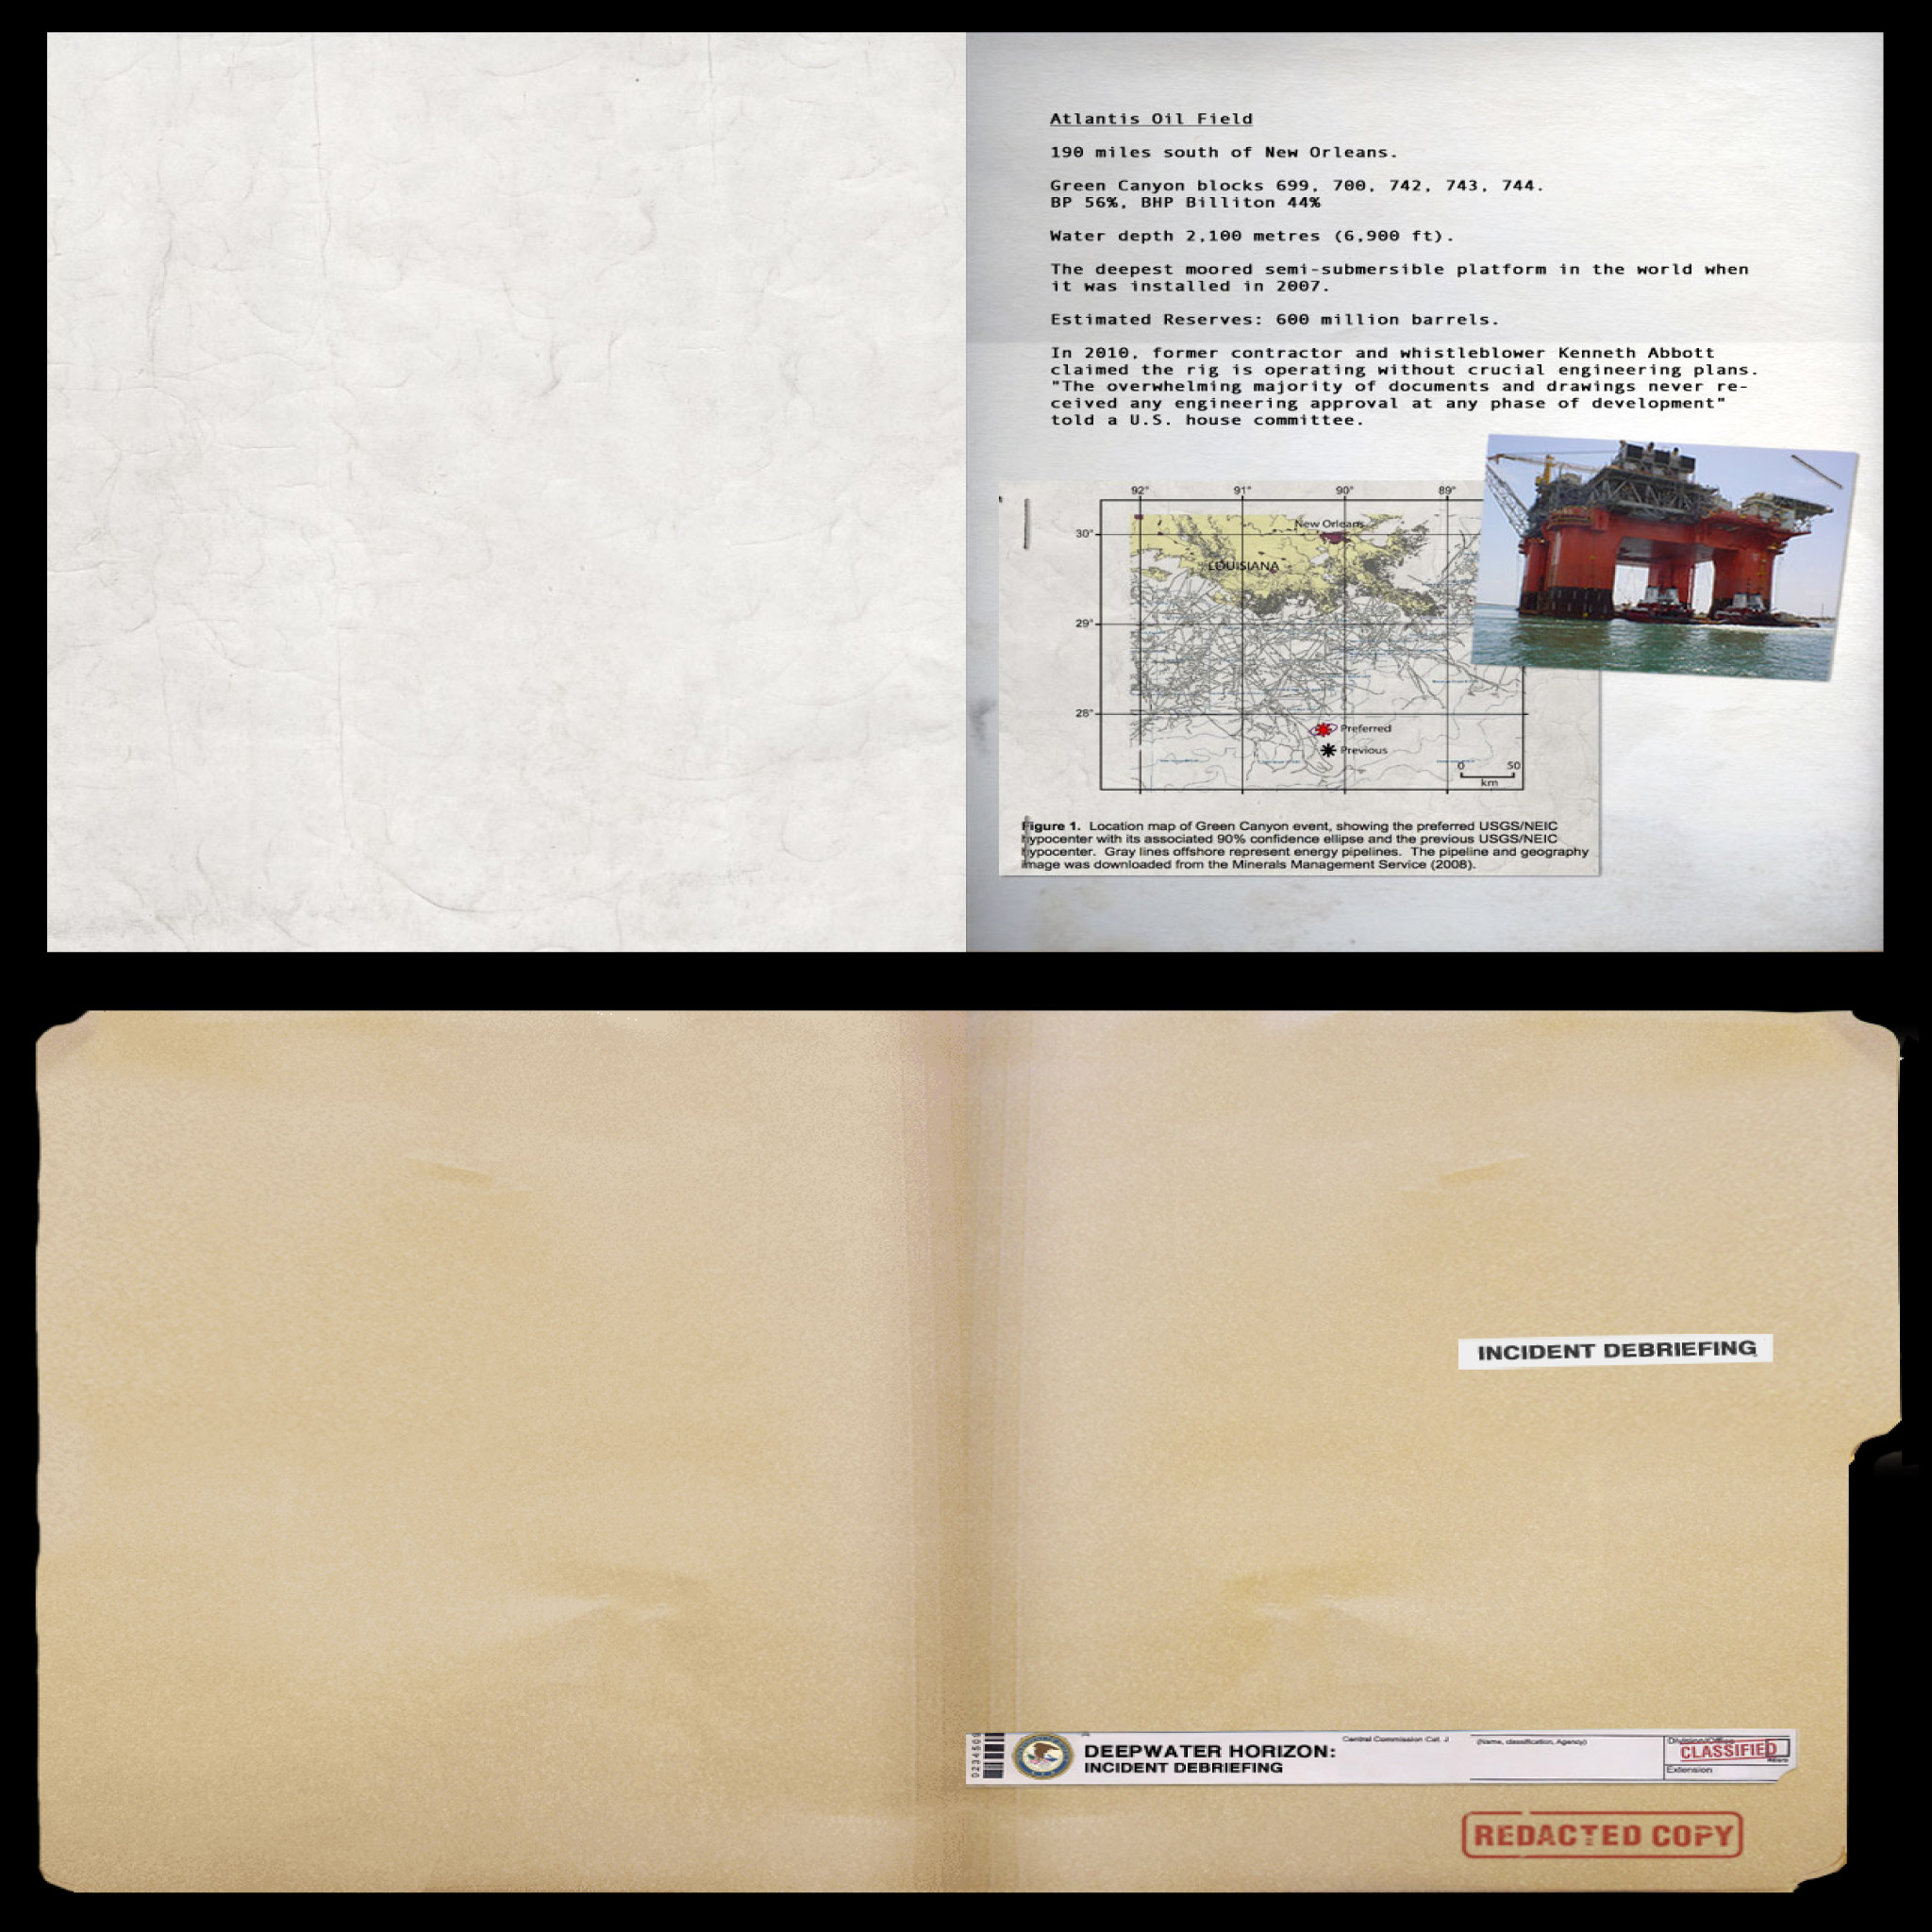 Atlantis Oil Field
190 miles south of New Orleans.
Green Canyon blocks 699, 700, 742, 743, 744.
BP 56%, BHP Billiton 44%
Water depth 2,100 metres (6,900 ft).
The deepest moored semi-submersible platform in the world when
it was installed in 2007.
Estimated Reserves: 600 million barrels.
In 2010, former contractor and whistleblower Kenneth Abbott
claimed the rig is operating without crucial engineering plans.
"The overwhelming majority of documents and drawings never re-
ceived any engineering approval at any phase of development"
told a U.S. house committee.
92° 91° 90° 89°
30°
29°
28°
New Orleans
LOUISIANA
Preferred
Previous
0 50
km
Figure 1. Location map of Green Canyon event, showing the preferred USGS/NEIC
hypocenter with its associated 90% confidence ellipse and the previous USGS/NEIC
hypocenter. Gray lines offshore represent energy pipelines. The pipeline and geography
image was downloaded from the Minerals Management Service (2008).
INCIDENT DEBRIEFING
DEEPWATER HORIZON:
INCIDENT DEBRIEFING
Central Commission Cat. J
(Name, classification, Agency)
Division/Office
CLASSIFIED
Extension
REDACTED COPY